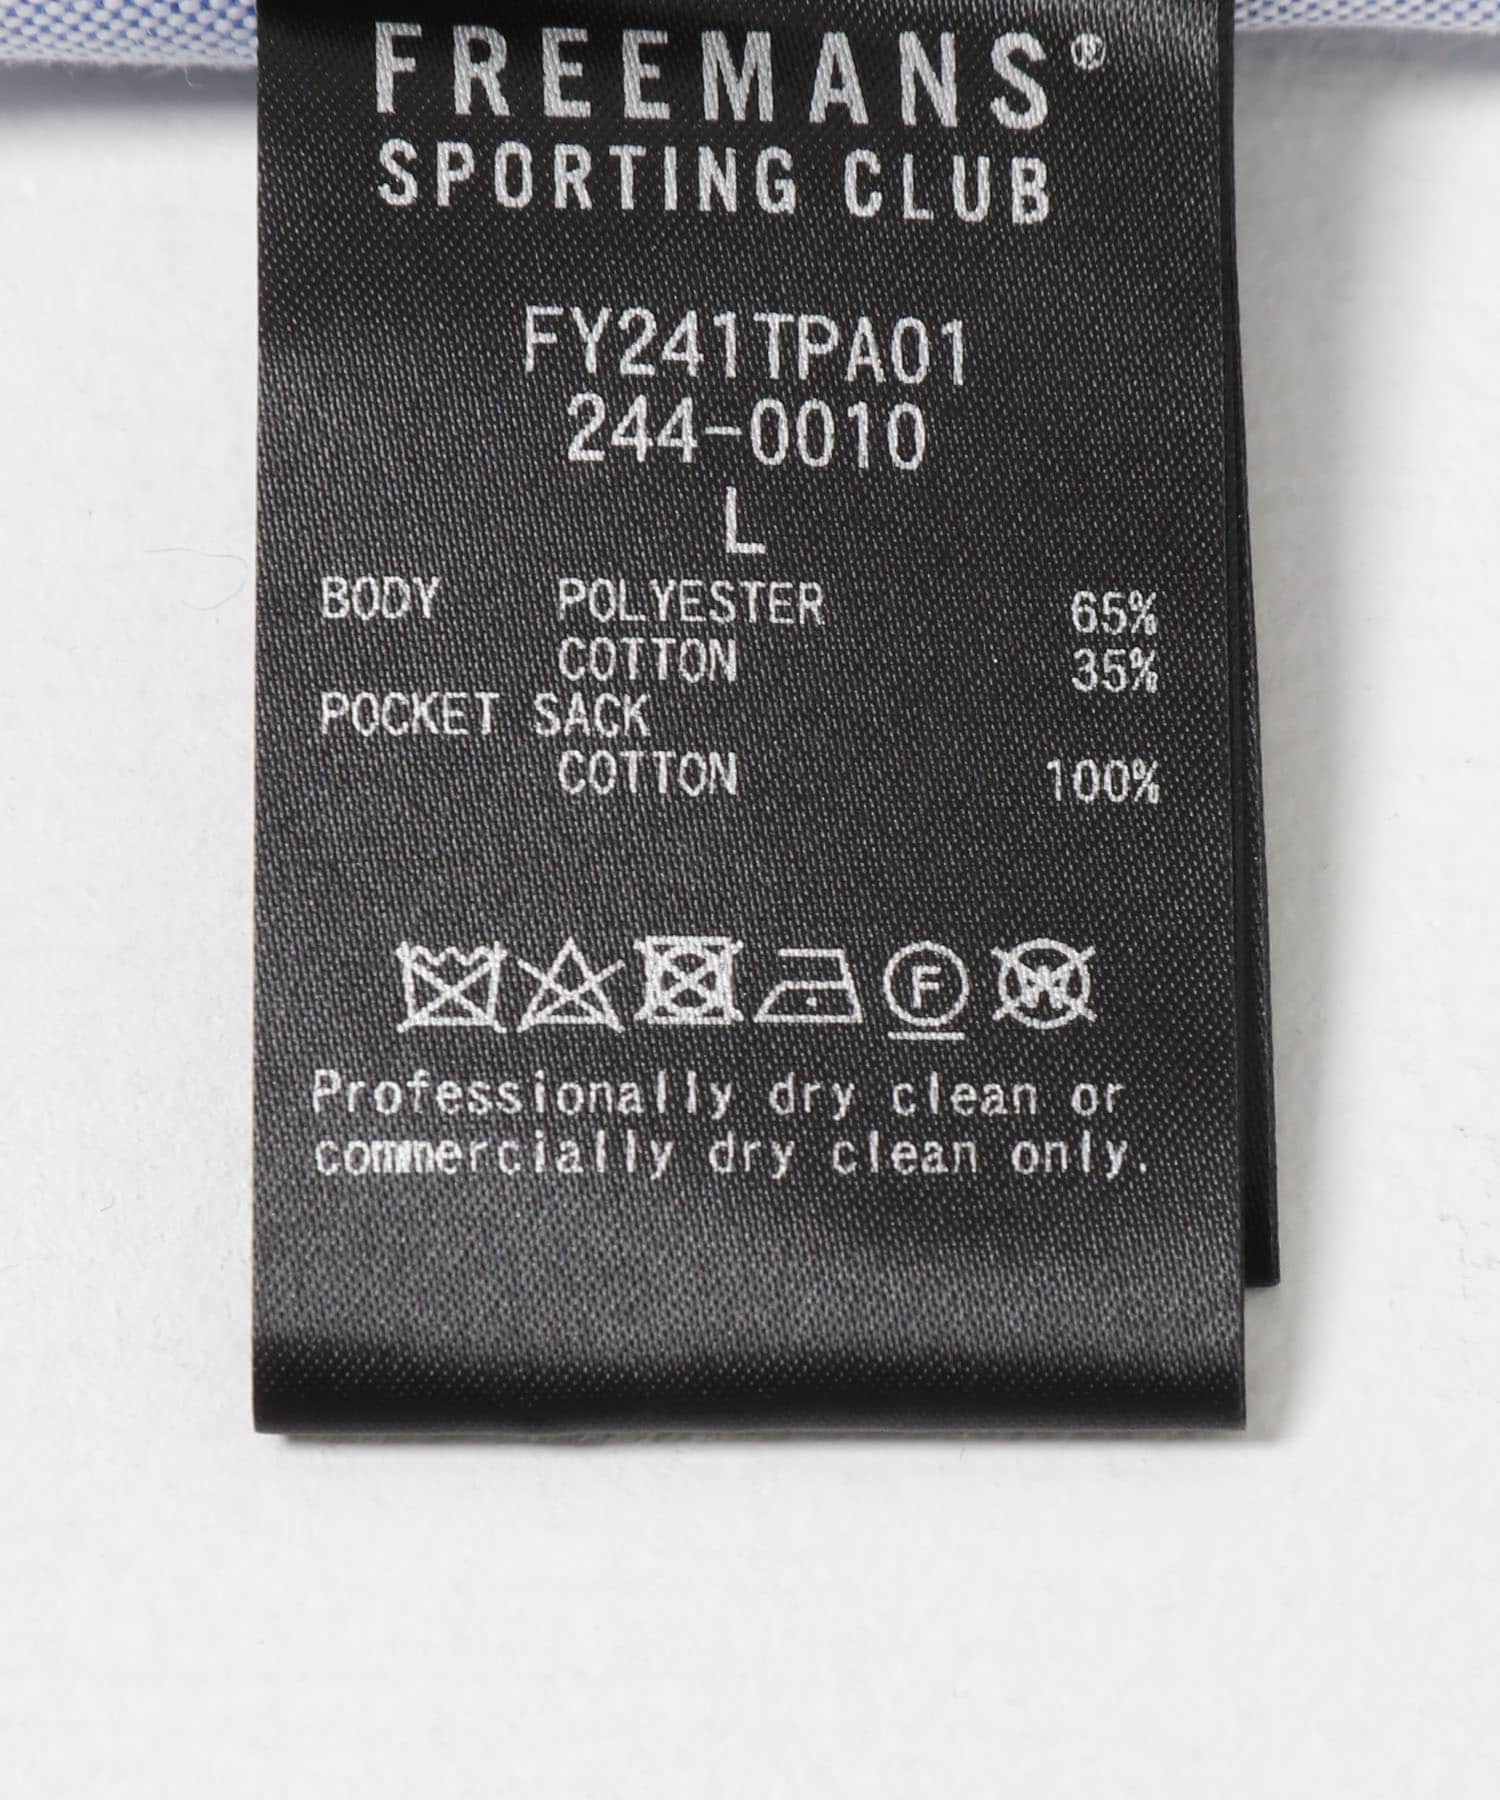 FREEMANS®
SPORTING CLUB
FY241TPA01
244-0010
L
BODY POLYESTER 65%
COTTON 35%
POCKET SACK
COTTON 100%
F W
Professionally dry clean or
commercially dry clean only.